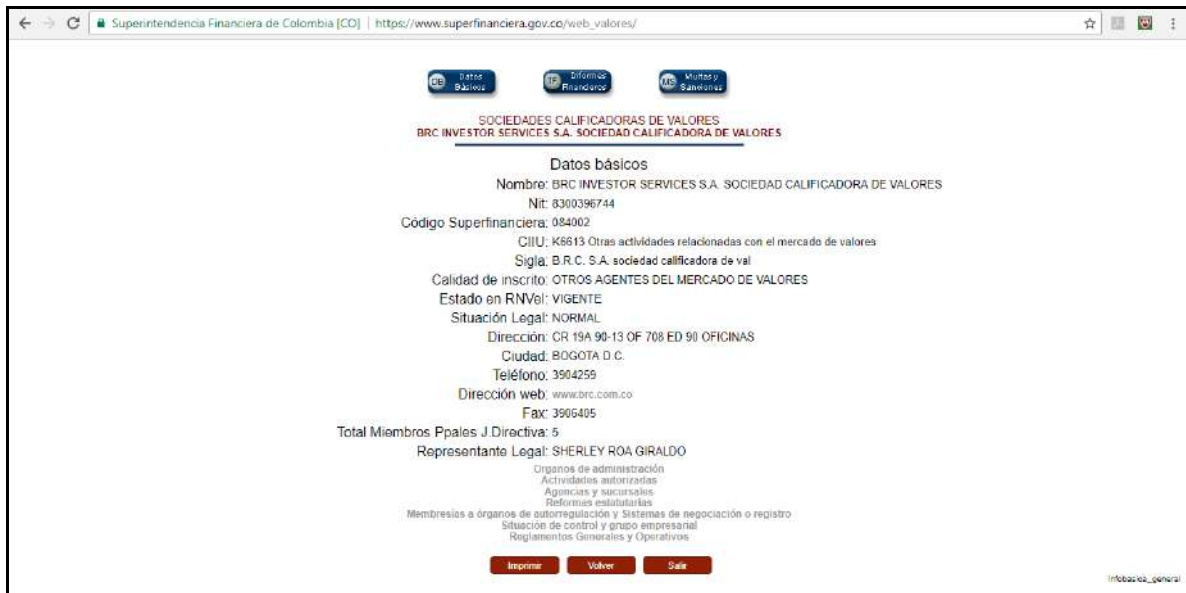 Superintendencia Financiera de Colombia [CO] | https://www.superfinanciera.gov.co/web_valores/
DB Datos Básicos
IF Informes Financieros
MS Multas y Sanciones
SOCIEDADES CALIFICADORAS DE VALORES
BRC INVESTOR SERVICES S.A. SOCIEDAD CALIFICADORA DE VALORES
Datos básicos
Nombre: BRC INVESTOR SERVICES S.A. SOCIEDAD CALIFICADORA DE VALORES
Nit: 8300396744
Código Superfinanciera: 084002
CIIU: K6613 Otras actividades relacionadas con el mercado de valores
Sigla: B.R.C. S.A. sociedad calificadora de val
Calidad de inscrito: OTROS AGENTES DEL MERCADO DE VALORES
Estado en RNVeI: VIGENTE
Situación Legal: NORMAL
Dirección: CR 19A 90-13 OF 708 ED 90 OFICINAS
Ciudad: BOGOTA D.C.
Teléfono: 3904259
Dirección web: www.brc.com.co
Fax: 3906405
Total Miembros Ppales J.Directiva: 5
Representante Legal: SHERLEY ROA GIRALDO
Organos de administración
Actividades autorizadas
Agencias y sucursales
Reformas estatutarias
Membresías a órganos de autorregulación y Sistemas de negociación o registro
Situación de control y grupo empresarial
Reglamentos Generales y Operativos
Imprimir Volver Salir
Infobasica_general